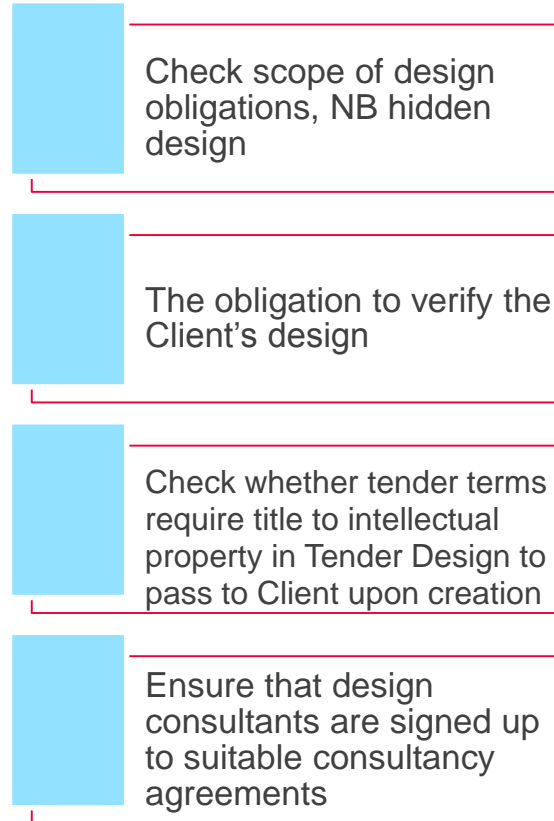 Check scope of design
obligations, NB hidden
design
The obligation to verify the
Client's design
Check whether tender terms
require title to intellectual
property in Tender Design to
pass to Client upon creation
Ensure that design
consultants are signed up
to suitable consultancy
agreements